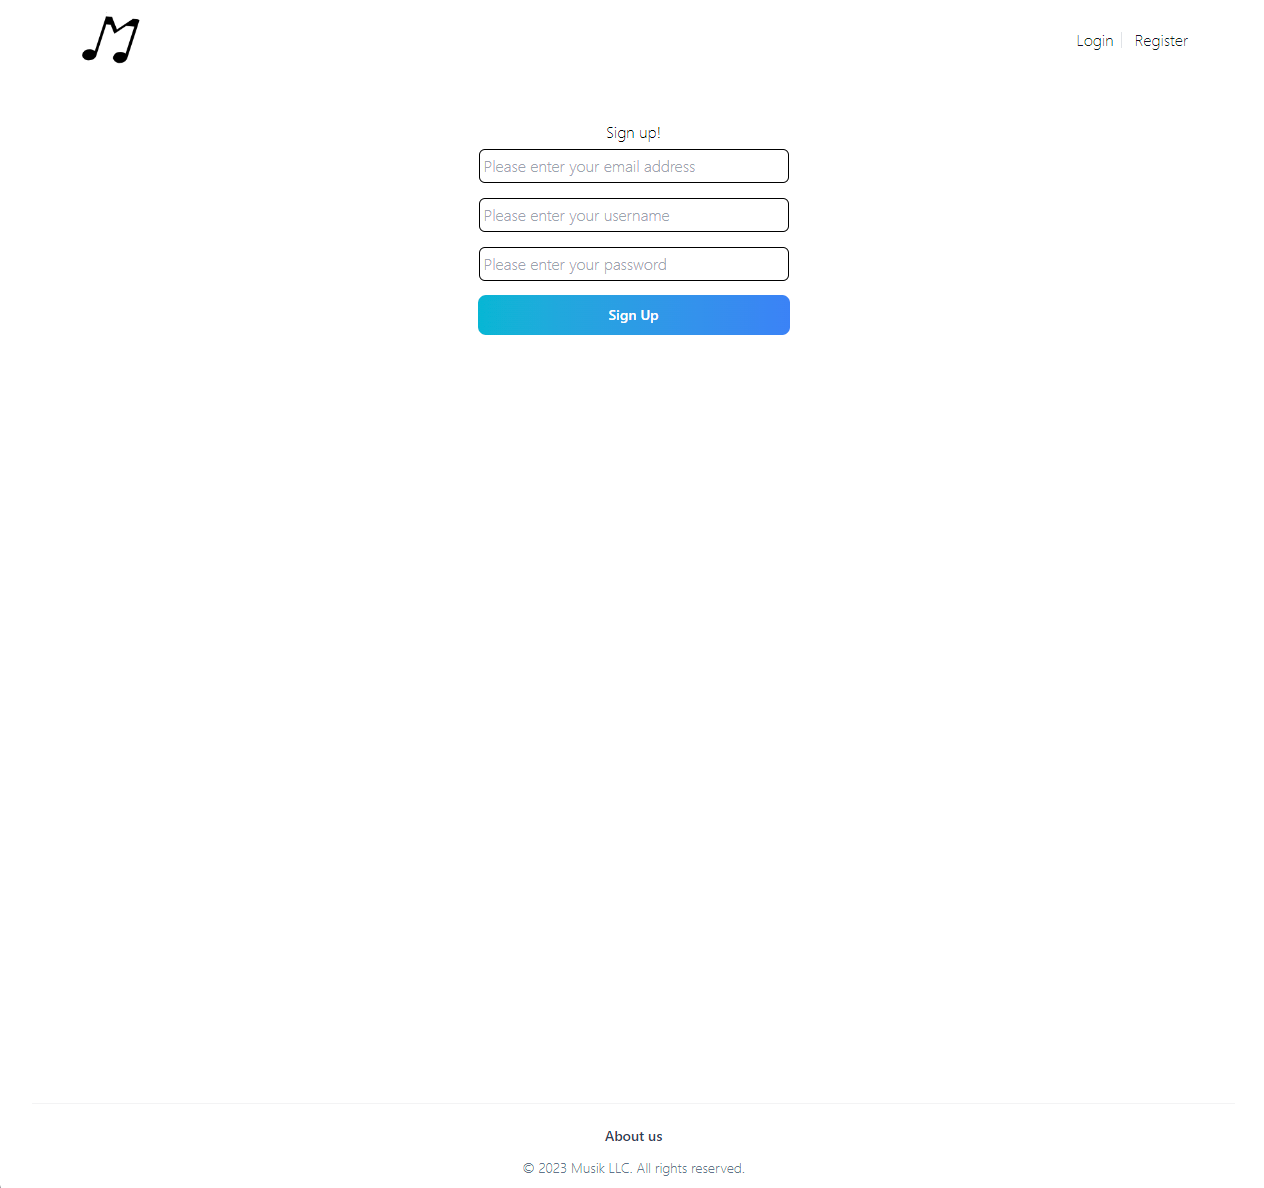 Login Register
Sign up!
Please enter your email address
Please enter your username
Please enter your password
Sign Up
About us
© 2023 Musik LLC. All rights reserved.